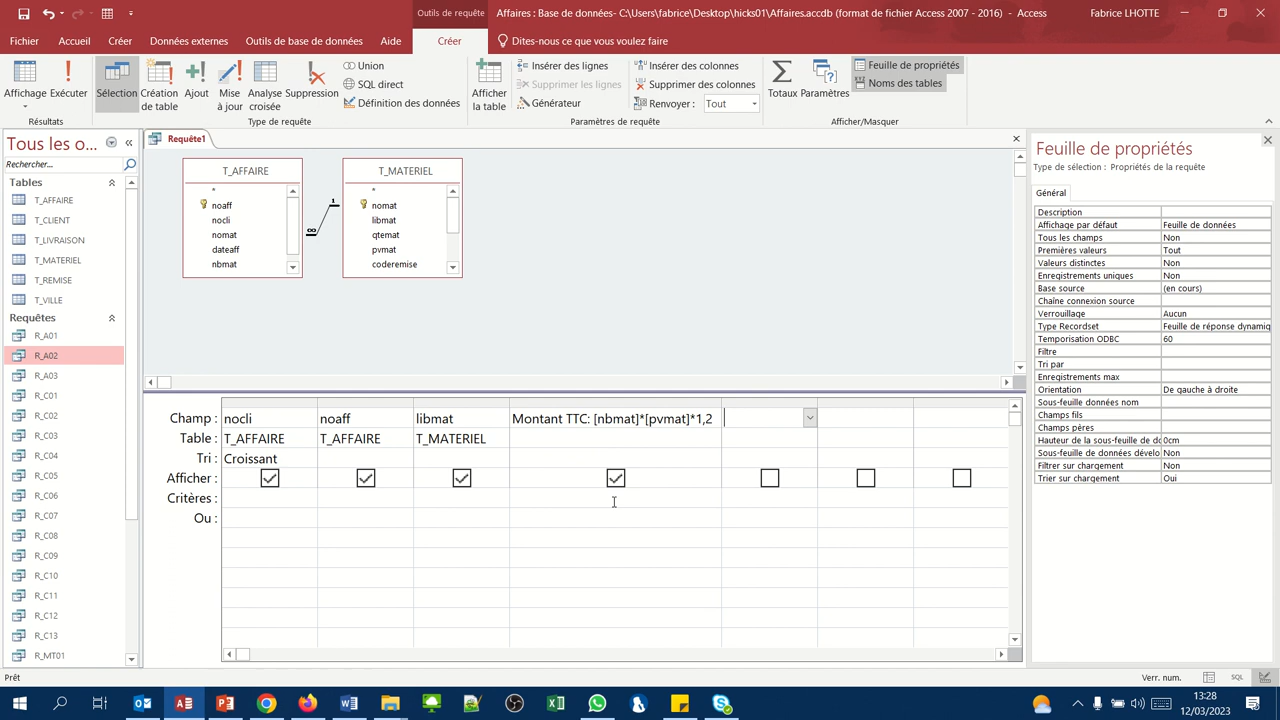 Outils de requête
Affaires : Base de données- C:\Users\fabrice\Desktop\hicks01\Affaires.accdb (format de fichier Access 2007 - 2016) - Access
Fabrice LHOTTE
Fichier
Accueil
Créer
Données externes
Outils de base de données
Aide
Créer
Dites-nous ce que vous voulez faire
Affichage
Exécuter
Résultats
Sélection
Création de table
Ajout
Mise à jour
Analyse croisée
Suppression
Union
SQL direct
Définition des données
Type de requête
Afficher la table
Insérer des lignes
Supprimer les lignes
Générateur
Insérer des colonnes
Supprimer des colonnes
Renvoyer : Tout
Paramètres de requête
Totaux
Paramètres
Feuille de propriétés
Noms des tables
Afficher/Masquer
Tous les o...
Rechercher...
Tables
T_AFFAIRE
T_CLIENT
T_LIVRAISON
T_MATERIEL
T_REMISE
T_VILLE
Requêtes
R_A01
R_A02
R_A03
R_C01
R_C02
R_C03
R_C04
R_C05
R_C06
R_C07
R_C08
R_C09
R_C10
R_C11
R_C12
R_C13
R_MT01
Requête1
T_AFFAIRE
*
noaff
nocli
nomat
dateaff
nbmat
∞
1
T_MATERIEL
*
nomat
libmat
qtemat
pvmat
coderemise
Champ : nocli noaff libmat Montant TTC: [nbmat]*[pvmat]*1,2
Table : T_AFFAIRE T_AFFAIRE T_MATERIEL
Tri : Croissant
Afficher :
Critères :
Ou :
Feuille de propriétés
Type de sélection : Propriétés de la requête
Général
Description
Affichage par défaut Feuille de données
Tous les champs Non
Premières valeurs Tout
Valeurs distinctes Non
Enregistrements uniques Non
Base source (en cours)
Chaîne connexion source
Verrouillage Aucun
Type Recordset Feuille de réponse dynamiq
Temporisation ODBC 60
Filtre
Tri par
Enregistrements max
Orientation De gauche à droite
Sous-feuille données nom
Champs fils
Champs pères
Hauteur de la sous-feuille de do 0cm
Sous-feuille de données dévelo Non
Filtrer sur chargement Non
Trier sur chargement Oui
Prêt
Verr. num.
SQL
13:28
12/03/2023